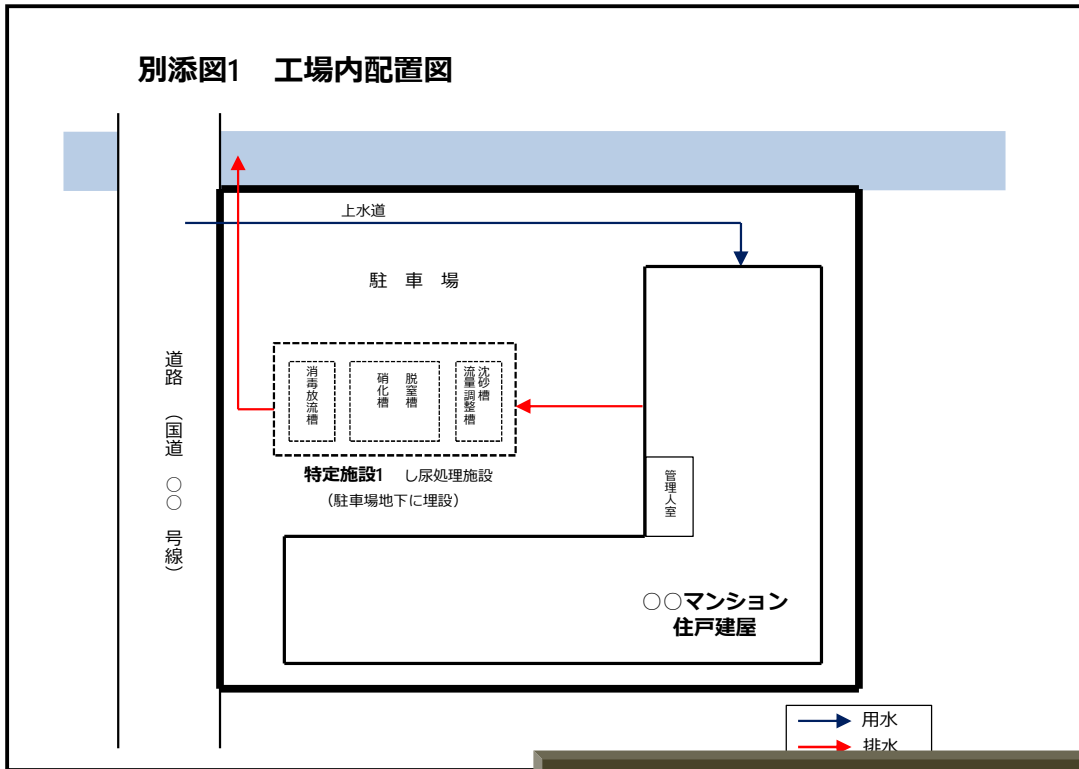 別添図1　工場内配置図
上水道
駐　車　場
道路　（国道　○○　号線）
消毒放流槽
硝化槽
脱窒槽
流量調整槽
沈砂槽
特定施設1　し尿処理施設
（駐車場地下に埋設）
管理人室
○○マンション
住戸建屋
用水
排水